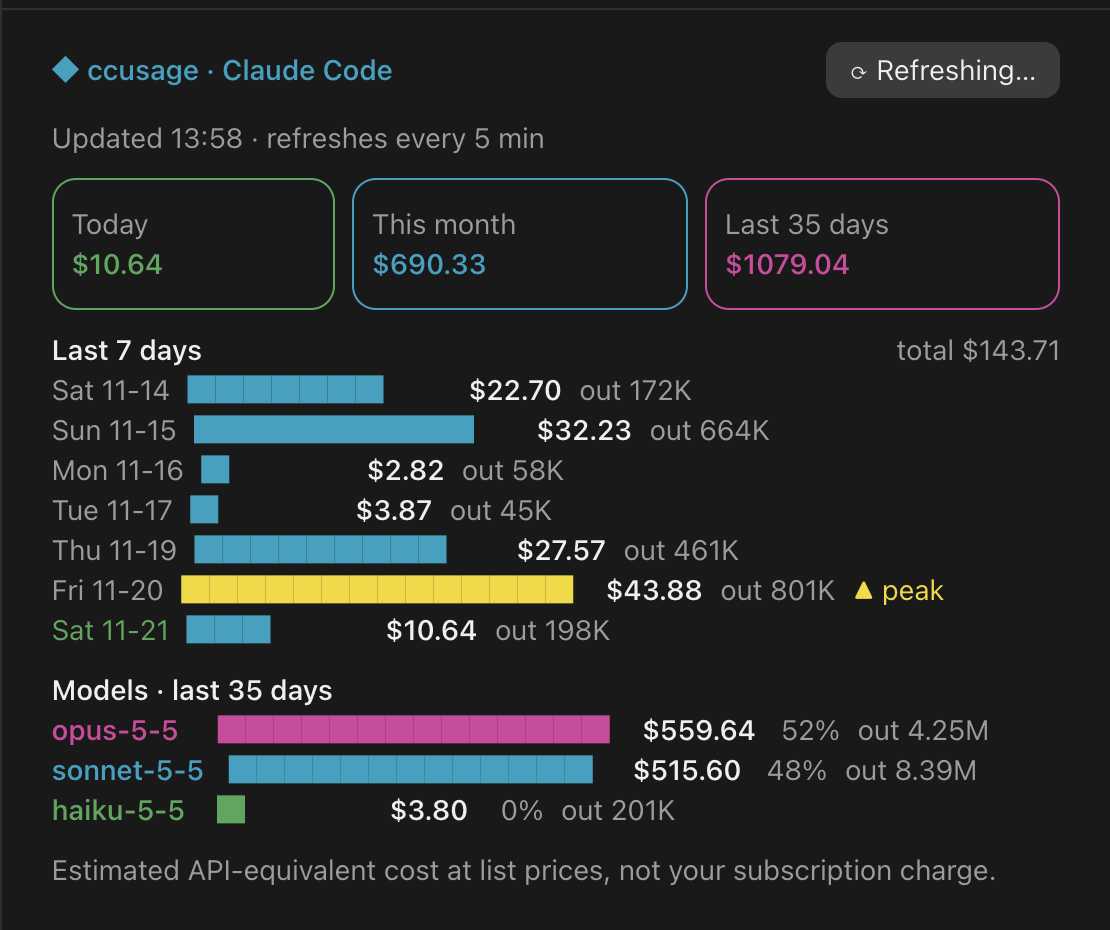 ◆ ccusage · Claude Code
⟳ Refreshing...
Updated 13:58 · refreshes every 5 min
Today
$10.64
This month
$690.33
Last 35 days
$1079.04
Last 7 days total $143.71
Sat 11-14 $22.70 out 172K
Sun 11-15 $32.23 out 664K
Mon 11-16 $2.82 out 58K
Tue 11-17 $3.87 out 45K
Thu 11-19 $27.57 out 461K
Fri 11-20 $43.88 out 801K ▲ peak
Sat 11-21 $10.64 out 198K
Models · last 35 days
opus-5-5 $559.64 52% out 4.25M
sonnet-5-5 $515.60 48% out 8.39M
haiku-5-5 $3.80 0% out 201K
Estimated API-equivalent cost at list prices, not your subscription charge.